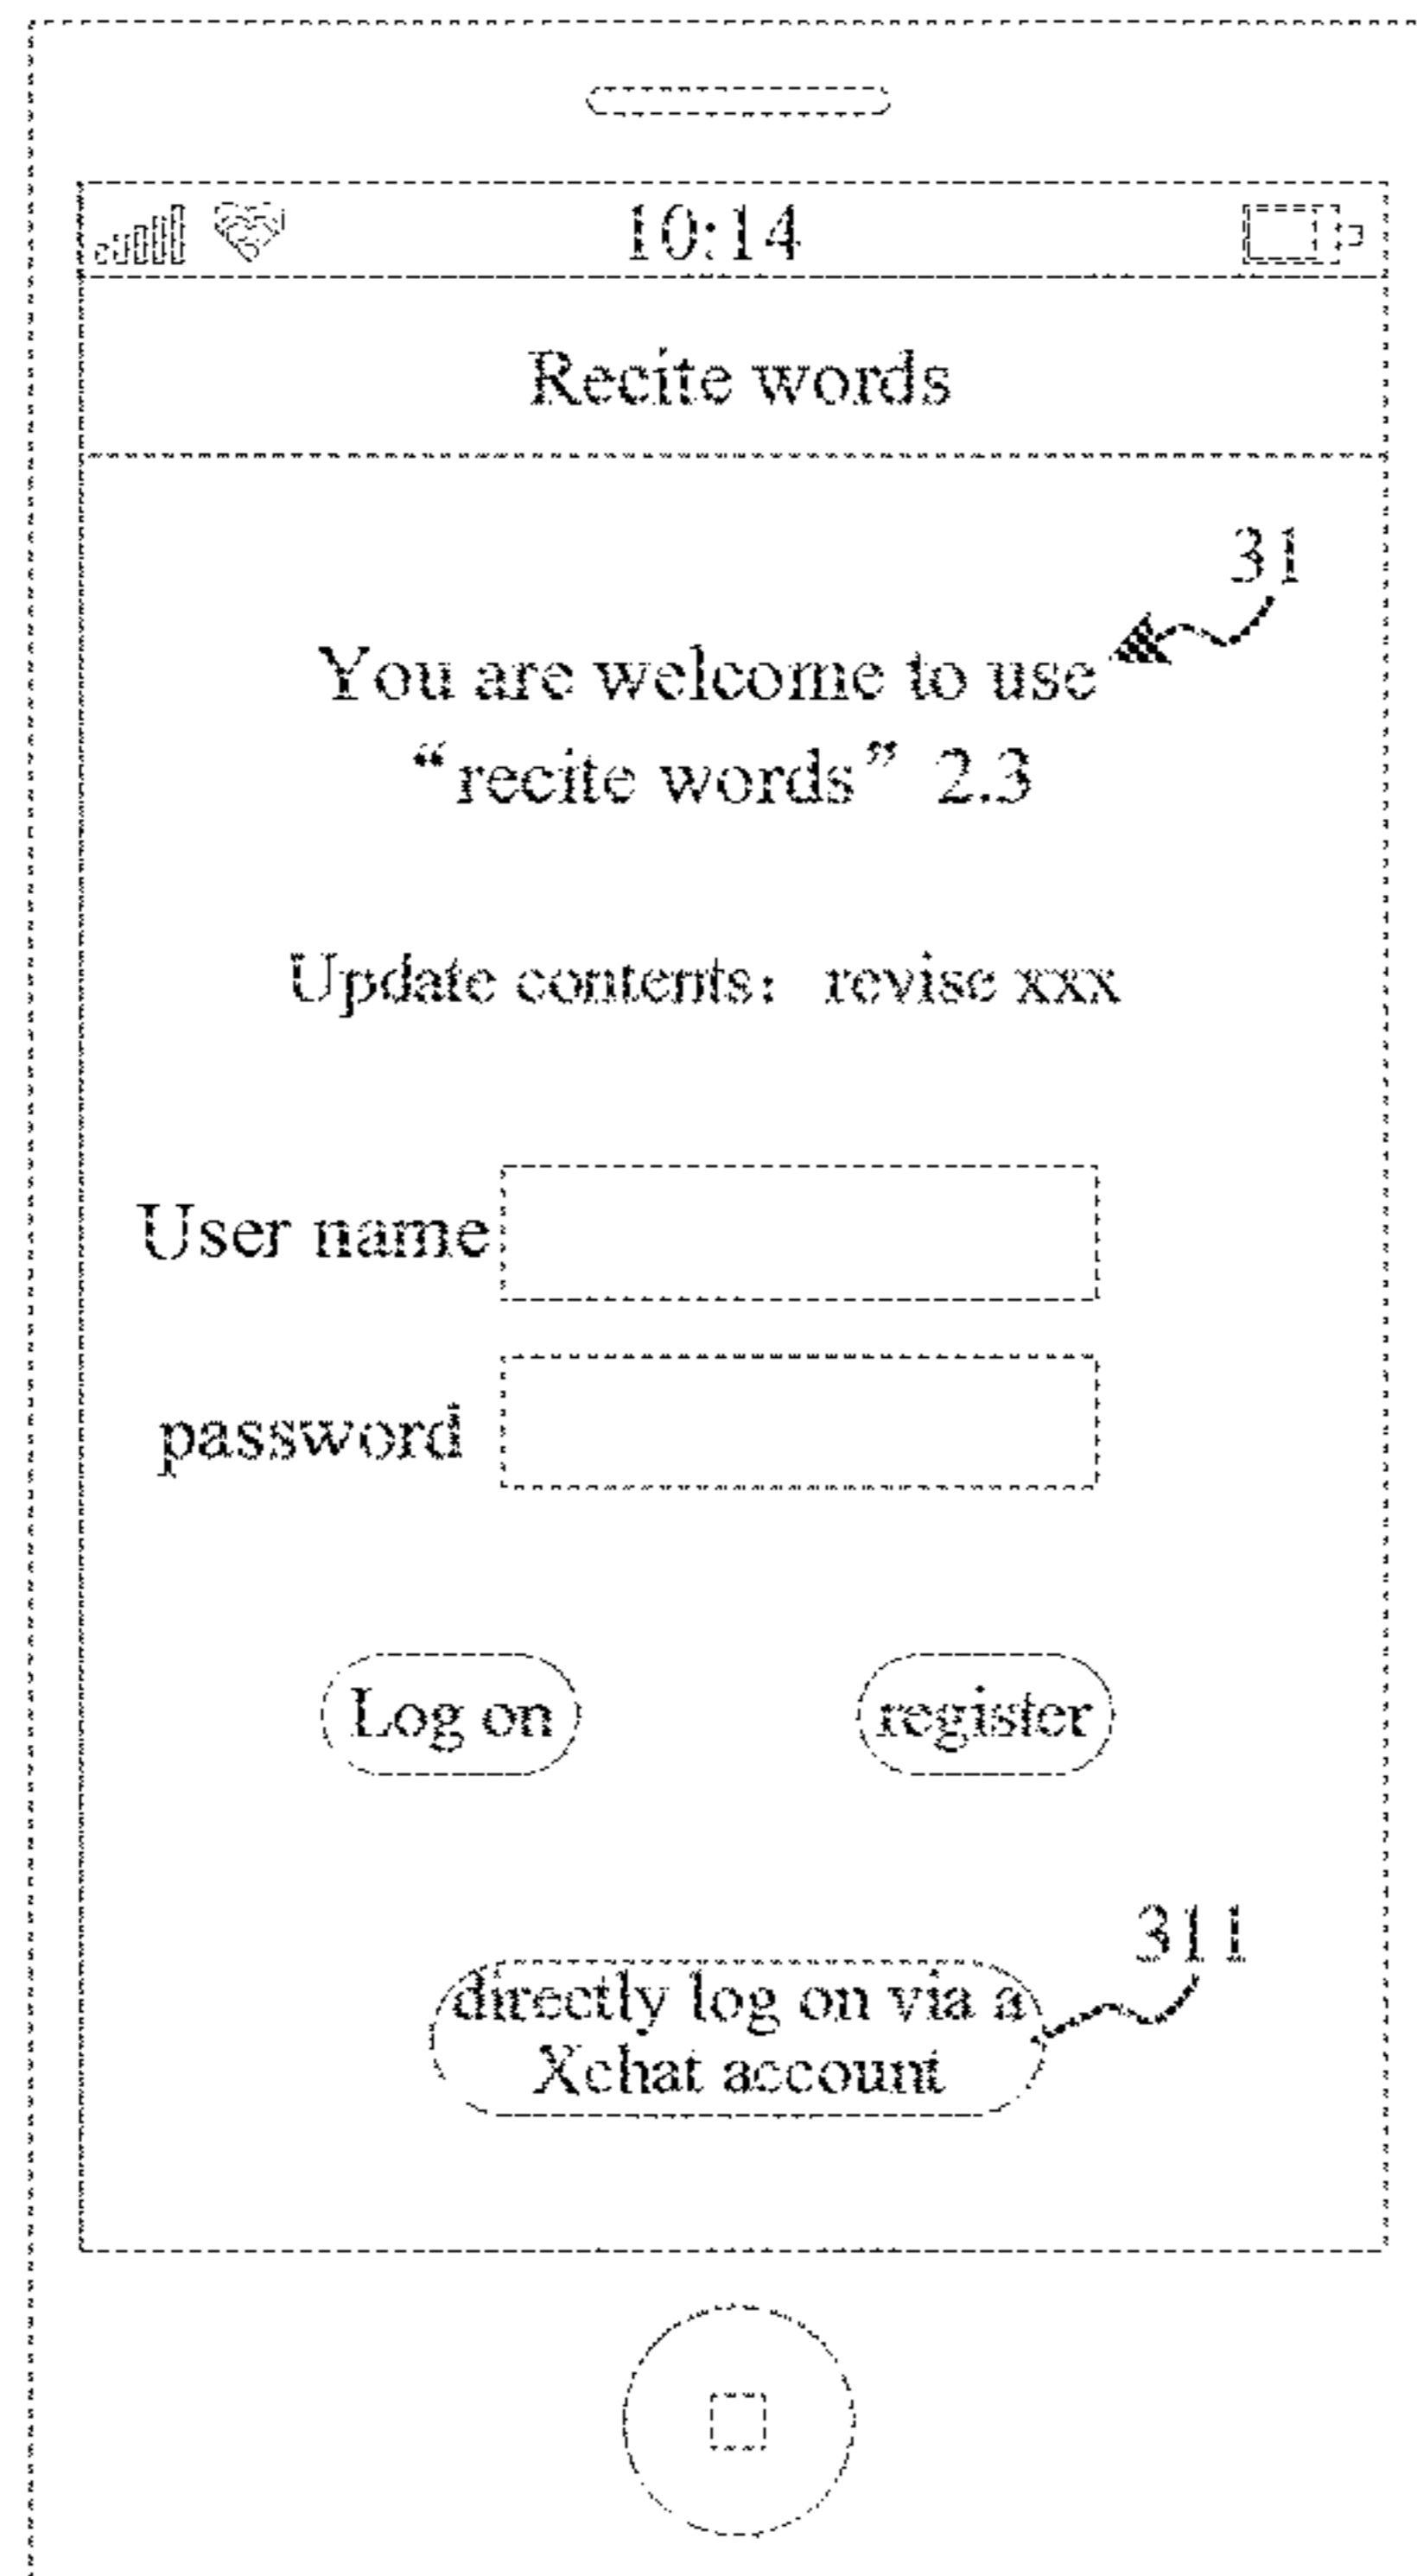 10:14
Recite words
31
You are welcome to use
“recite words” 2.3
Update contents: revise xxx
User name
password
Log on register
311
directly log on via a
Xchat account